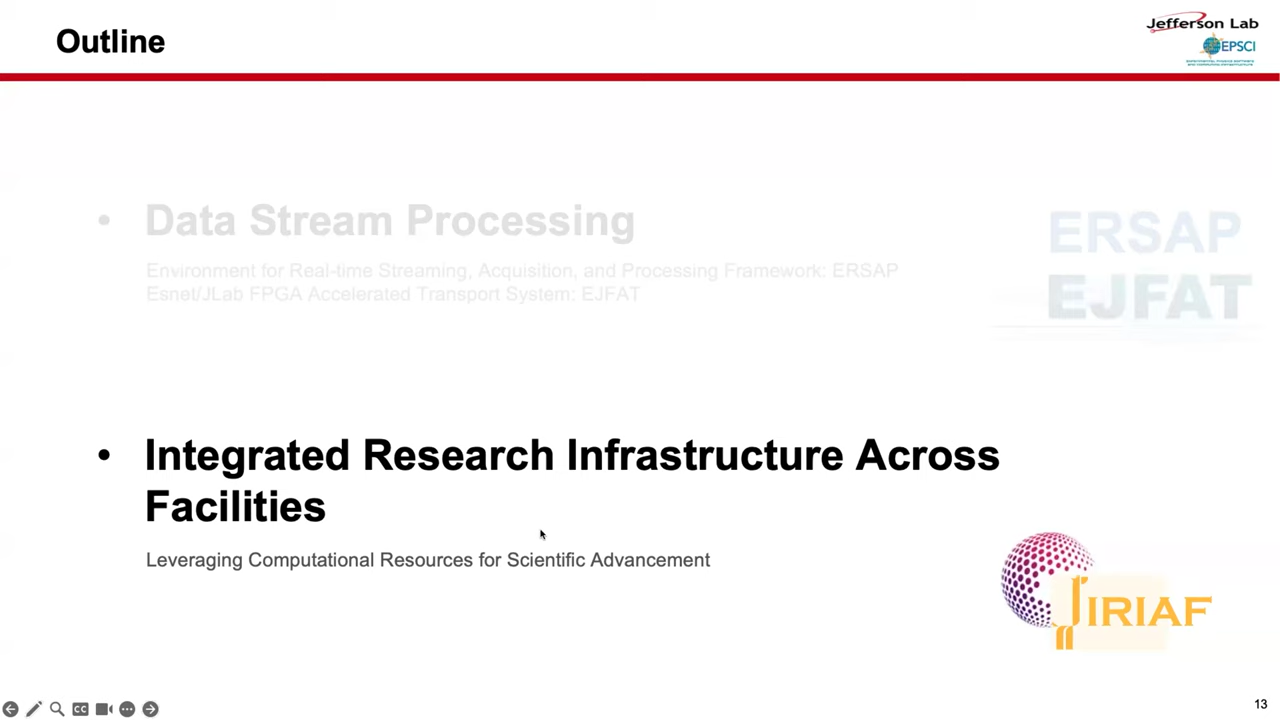 Outline
Jefferson Lab
EPSCI
• Data Stream Processing
Environment for Real-time Streaming, Acquisition, and Processing Framework: ERSAP
Esnet/JLab FPGA Accelerated Transport System: EJFAT
ERSAP
EJFAT
• Integrated Research Infrastructure Across
Facilities
Leveraging Computational Resources for Scientific Advancement
JIRIAF
CC
13